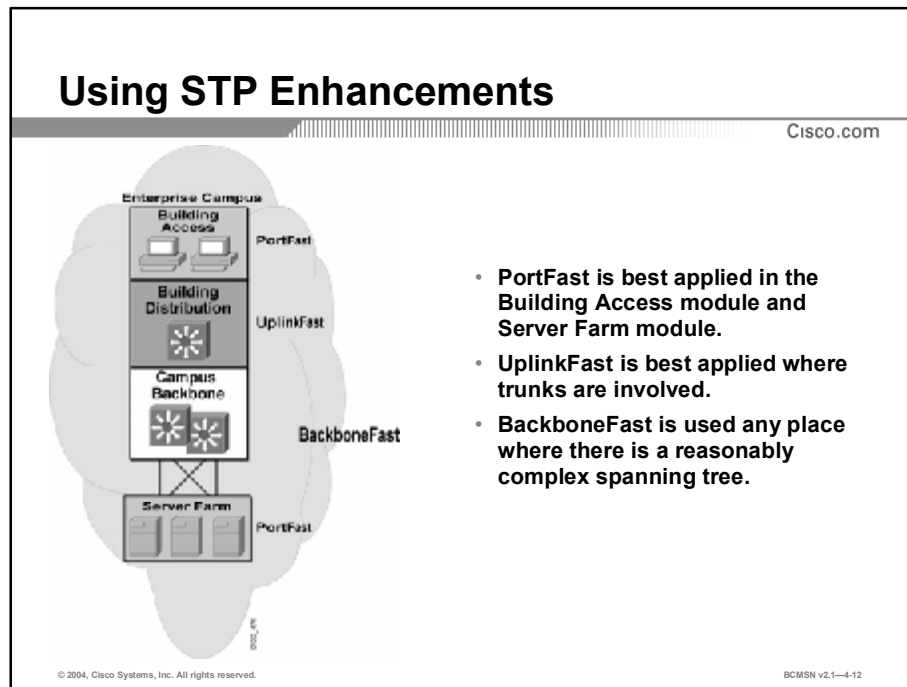 Using STP Enhancements
Cisco.com
Enterprise Campus
Building
Access
PortFast
Building
Distribution
UplinkFast
Campus
Backbone
BackboneFast
Server Farm
PortFast
• PortFast is best applied in the
Building Access module and
Server Farm module.
• UplinkFast is best applied where
trunks are involved.
• BackboneFast is used any place
where there is a reasonably
complex spanning tree.
© 2004, Cisco Systems, Inc. All rights reserved.
BCMSN v2.1—4-12